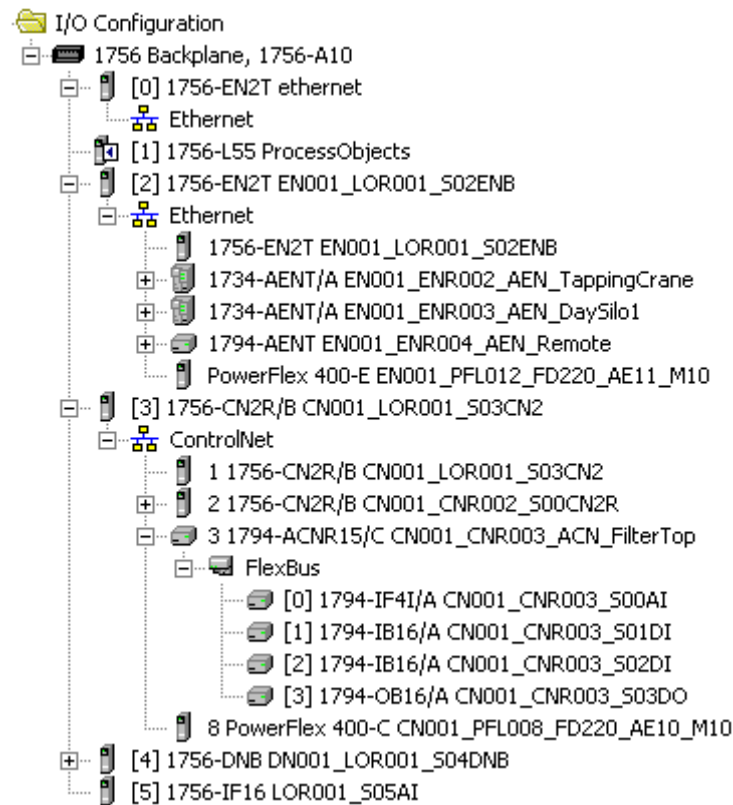 I/O Configuration
1756 Backplane, 1756-A10
[0] 1756-EN2T ethernet
Ethernet
[1] 1756-L55 ProcessObjects
[2] 1756-EN2T EN001_LOR001_S02ENB
Ethernet
1756-EN2T EN001_LOR001_S02ENB
1734-AENT/A EN001_ENR002_AEN_TappingCrane
1734-AENT/A EN001_ENR003_AEN_DaySilo1
1794-AENT EN001_ENR004_AEN_Remote
PowerFlex 400-E EN001_PFL012_FD220_AE11_M10
[3] 1756-CN2R/B CN001_LOR001_S03CN2
ControlNet
1 1756-CN2R/B CN001_LOR001_S03CN2
2 1756-CN2R/B CN001_CNR002_S00CN2R
3 1794-ACNR15/C CN001_CNR003_ACN_FilterTop
FlexBus
[0] 1794-IF4I/A CN001_CNR003_S00AI
[1] 1794-IB16/A CN001_CNR003_S01DI
[2] 1794-IB16/A CN001_CNR003_S02DI
[3] 1794-OB16/A CN001_CNR003_S03DO
8 PowerFlex 400-C CN001_PFL008_FD220_AE10_M10
[4] 1756-DNB DN001_LOR001_S04DNB
[5] 1756-IF16 LOR001_S05AI